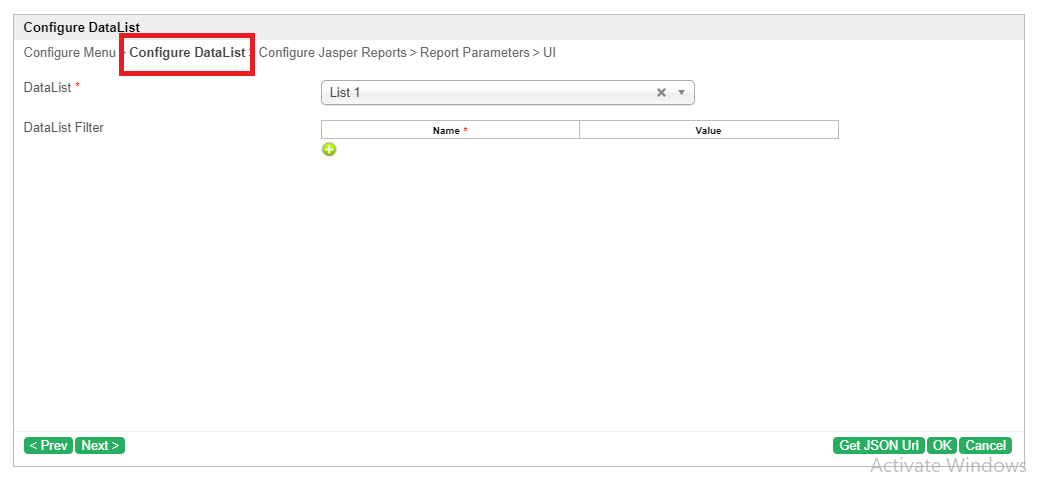 Configure DataList
Configure Menu > Configure DataList > Configure Jasper Reports > Report Parameters > UI
DataList *
List 1
DataList Filter
Name * Value
< Prev Next > Get JSON Url OK Cancel
Activate Windows